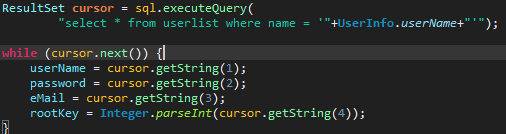 ResultSet cursor = sql.executeQuery(
"select * from userlist where name = '"+UserInfo.userName+"'");
while (cursor.next()) {
userName = cursor.getString(1);
password = cursor.getString(2);
eMail = cursor.getString(3);
rootKey = Integer.parseInt(cursor.getString(4));
}